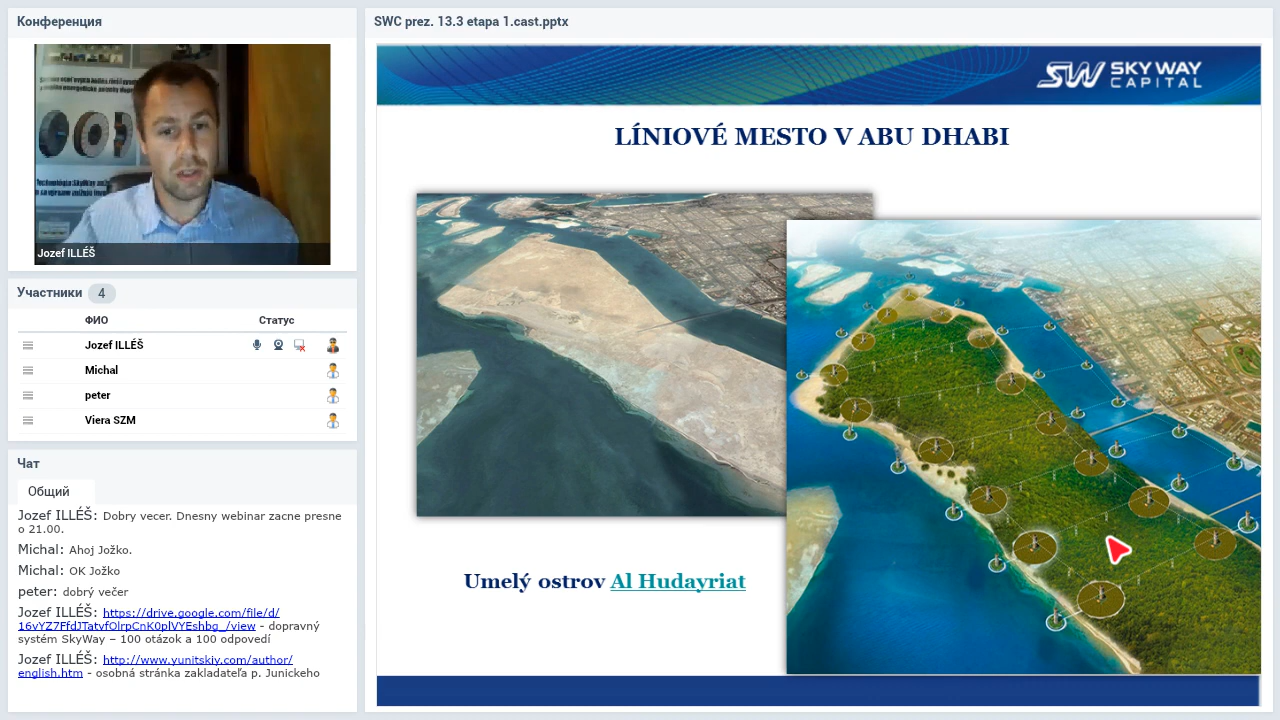 Конференция
Jozef ILLÉŠ
Участники 4
ФИО Статус
Jozef ILLÉŠ
Michal
peter
Viera SZM
Чат
Общий
Jozef ILLÉŠ: Dobry vecer. Dnesny webinar zacne presne
o 21.00.
Michal: Ahoj Jožko.
Michal: OK Jožko
peter: dobrý večer
Jozef ILLÉŠ: https://drive.google.com/file/d/
16vYZ7FfdJTatvfOlrpCnK0plVYEshbg_/view - dopravný
systém SkyWay – 100 otázok a 100 odpovedí
Jozef ILLÉŠ: http://www.yunitskiy.com/author/
english.htm - osobná stránka zakladateľa p. Junickeho
SWC prez. 13.3 etapa 1.cast.pptx
SW SKY WAY
CAPITAL
LÍNIOVÉ MESTO V ABU DHABI
Umelý ostrov Al Hudayriat